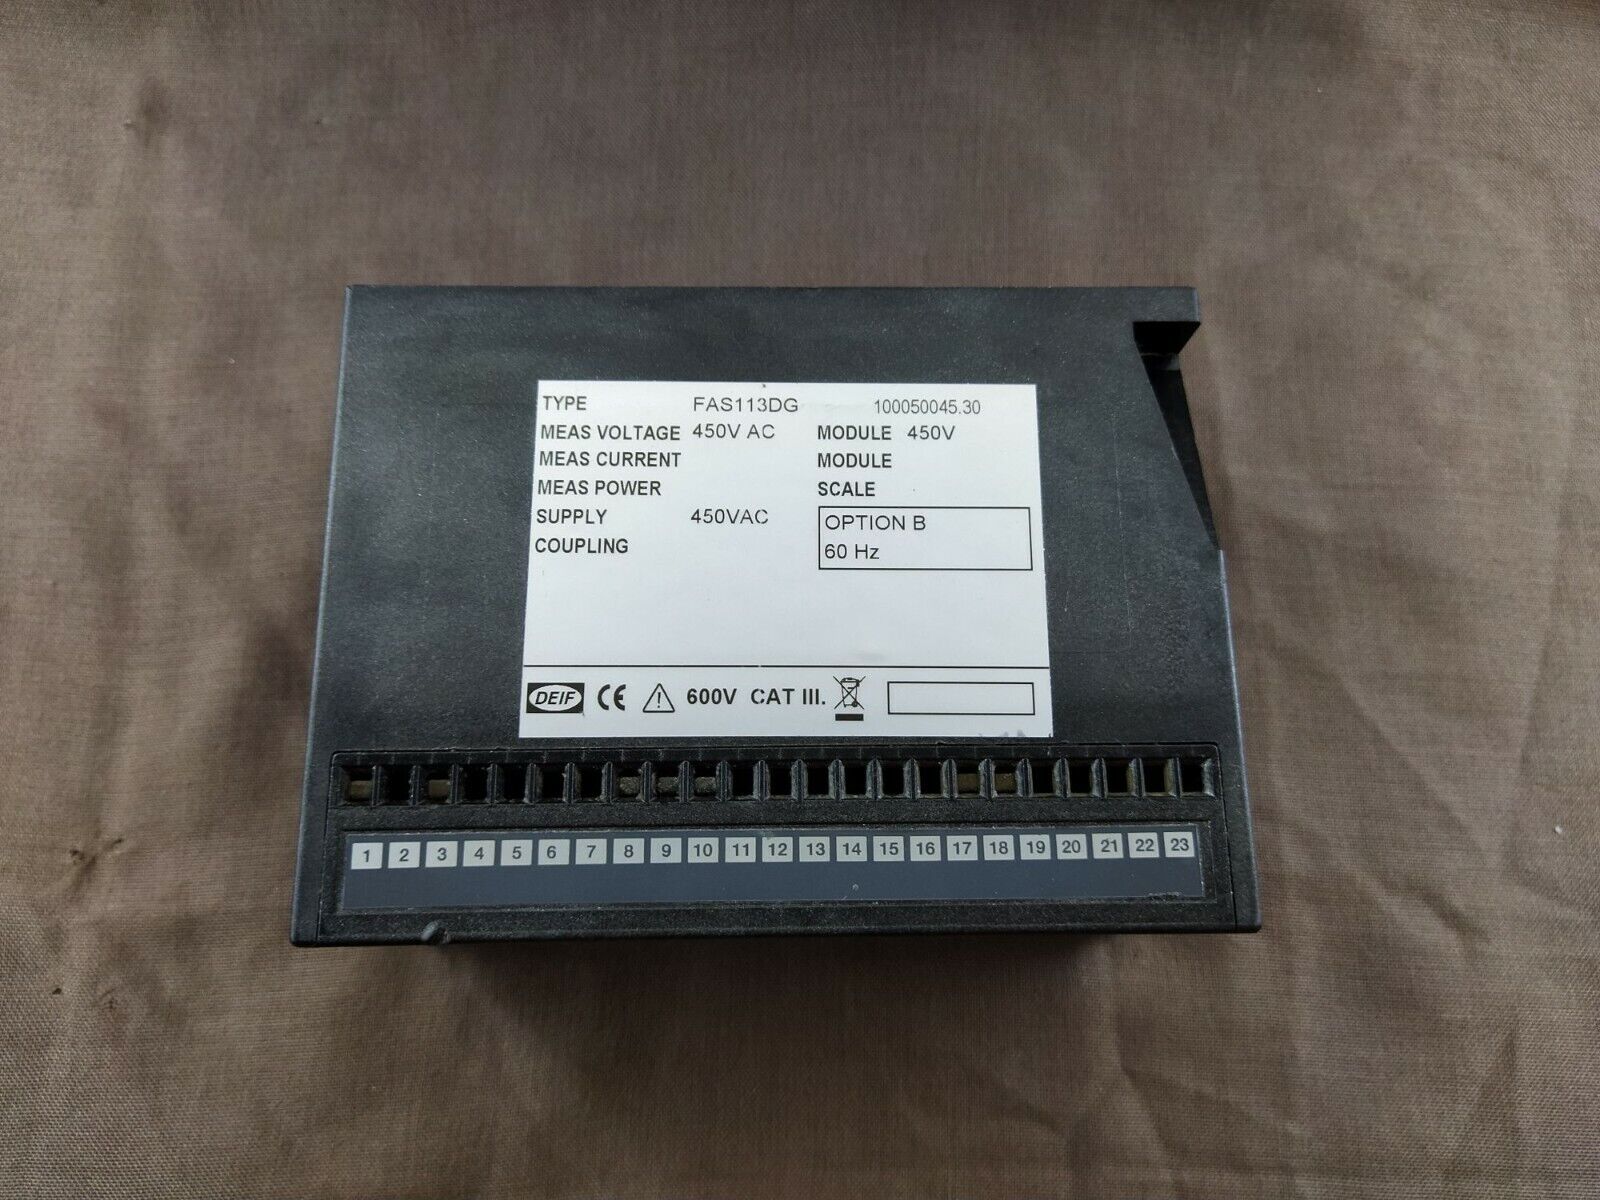 TYPE FAS113DG 100050045.30
MEAS VOLTAGE 450V AC MODULE 450V
MEAS CURRENT MODULE
MEAS POWER SCALE
SUPPLY 450VAC OPTION B
COUPLING 60 Hz
DEIF CE 600V CAT III.
1 2 3 4 5 6 7 8 9 10 11 12 13 14 15 16 17 18 19 20 21 22 23